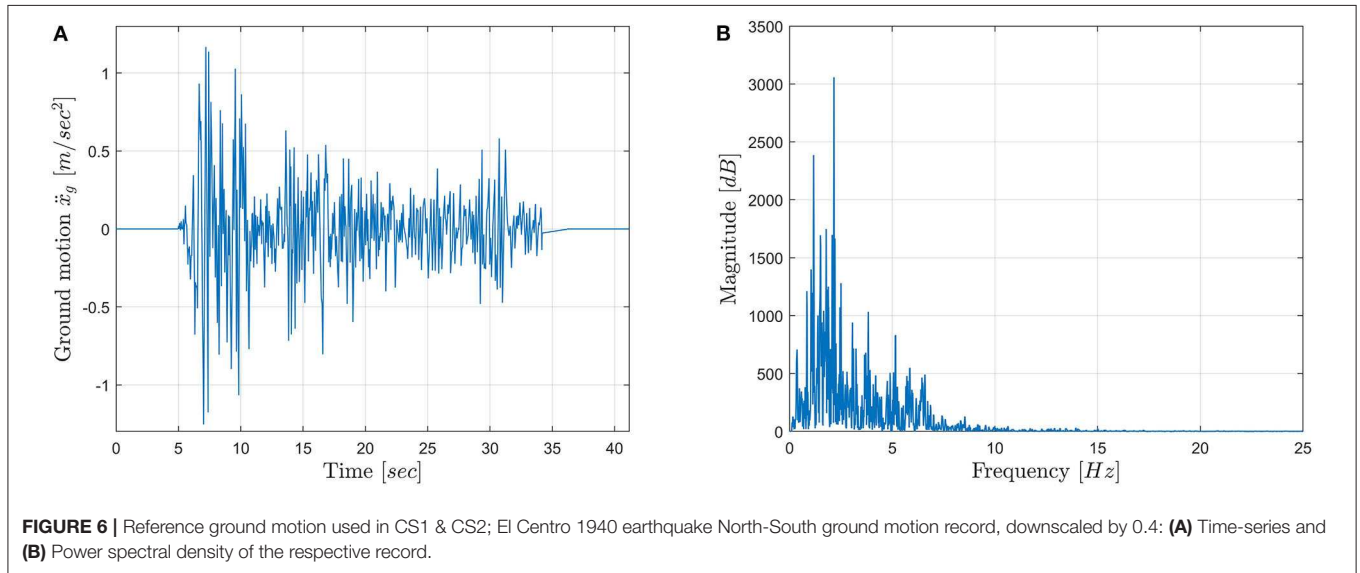 A
1
0.5
0
-0.5
-1
Ground motion ẍ_g [m/sec²]
0 5 10 15 20 25 30 35 40
Time [sec]
B
3500
3000
2500
2000
1500
1000
500
0
Magnitude [dB]
0 5 10 15 20 25
Frequency [Hz]
FIGURE 6 | Reference ground motion used in CS1 & CS2; El Centro 1940 earthquake North-South ground motion record, downscaled by 0.4: (A) Time-series and
(B) Power spectral density of the respective record.